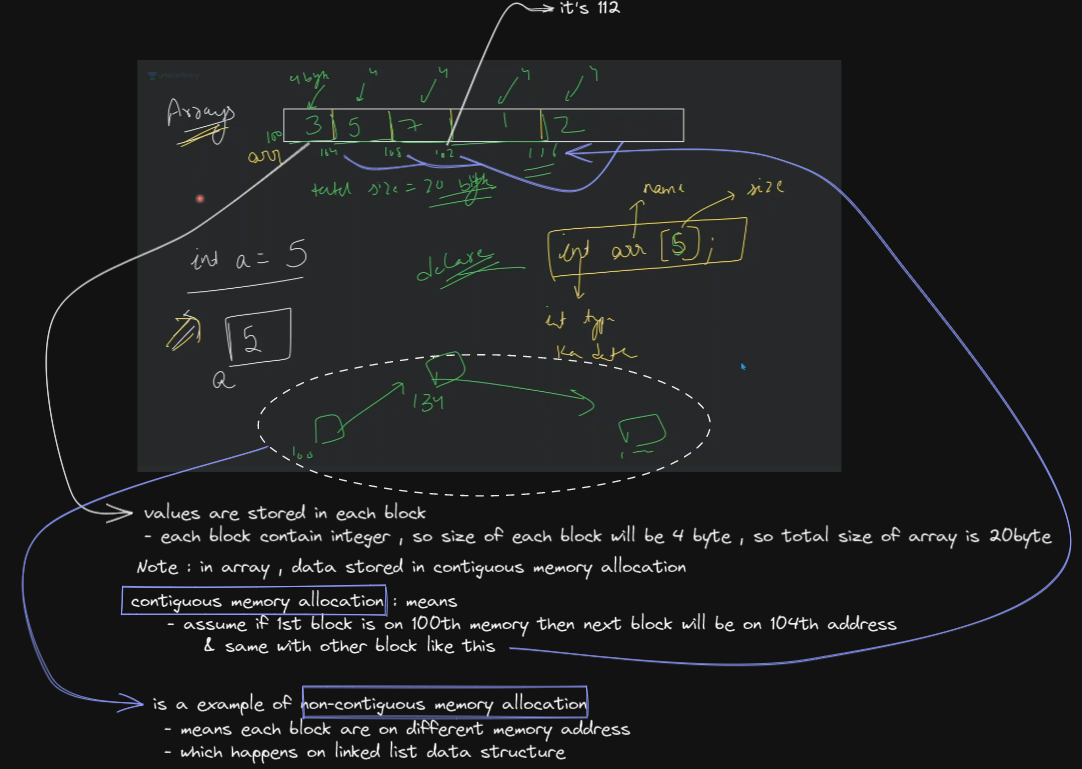 it's 112
4 byte 4 4 4 4
Arrays
3 5 7 1 2
100
arr
104 108 102 116
total size = 20 byte
name
size
int a = 5
declare
int arr [5];
int type
ka data
5
a
134
100
values are stored in each block
- each block contain integer , so size of each block will be 4 byte , so total size of array is 20byte
Note : in array , data stored in contiguous memory allocation
contiguous memory allocation : means
- assume if 1st block is on 100th memory then next block will be on 104th address
& same with other block like this
is a example of non-contiguous memory allocation
- means each block are on different memory address
- which happens on linked list data structure